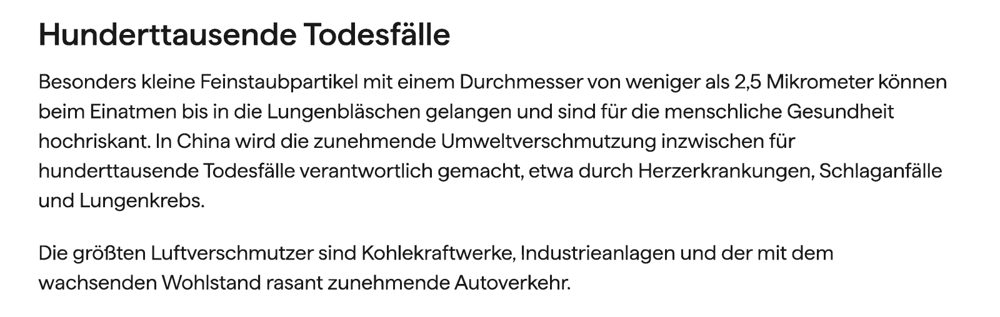 Hunderttausende Todesfälle
Besonders kleine Feinstaubpartikel mit einem Durchmesser von weniger als 2,5 Mikrometer können
beim Einatmen bis in die Lungenbläschen gelangen und sind für die menschliche Gesundheit
hochriskant. In China wird die zunehmende Umweltverschmutzung inzwischen für
hunderttausende Todesfälle verantwortlich gemacht, etwa durch Herzerkrankungen, Schlaganfälle
und Lungenkrebs.
Die größten Luftverschmutzer sind Kohlekraftwerke, Industrieanlagen und der mit dem
wachsenden Wohlstand rasant zunehmende Autoverkehr.